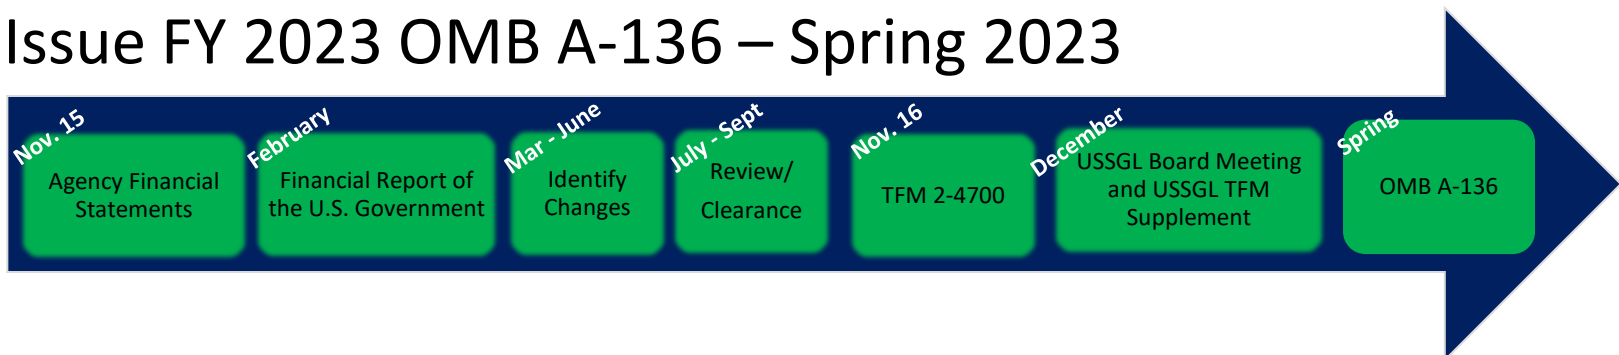 Issue FY 2023 OMB A-136 – Spring 2023
Nov. 15
Agency Financial
Statements
February
Financial Report of
the U.S. Government
Mar - June
Identify
Changes
July - Sept
Review/
Clearance
Nov. 16
TFM 2-4700
December
USSGL Board Meeting
and USSGL TFM
Supplement
Spring
OMB A-136